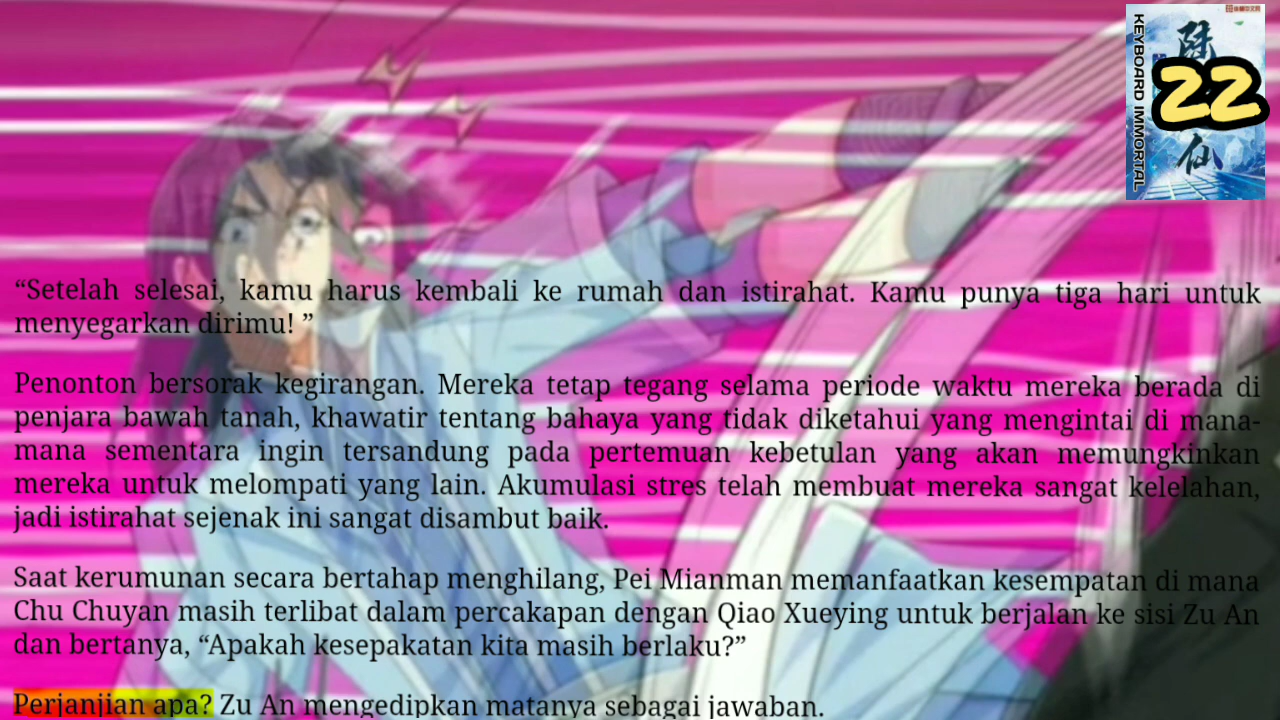 KEYBOARD IMMORTAL
陆
22
仙
“Setelah selesai, kamu harus kembali ke rumah dan istirahat. Kamu punya tiga hari untuk
menyegarkan dirimu! ”
Penonton bersorak kegirangan. Mereka tetap tegang selama periode waktu mereka berada di
penjara bawah tanah, khawatir tentang bahaya yang tidak diketahui yang mengintai di mana-
mana sementara ingin tersandung pada pertemuan kebetulan yang akan memungkinkan
mereka untuk melompati yang lain. Akumulasi stres telah membuat mereka sangat kelelahan,
jadi istirahat sejenak ini sangat disambut baik.
Saat kerumunan secara bertahap menghilang, Pei Mianman memanfaatkan kesempatan di mana
Chu Chuyan masih terlibat dalam percakapan dengan Qiao Xueying untuk berjalan ke sisi Zu An
dan bertanya, “Apakah kesepakatan kita masih berlaku?”
Perjanjian apa? Zu An mengedipkan matanya sebagai jawaban.